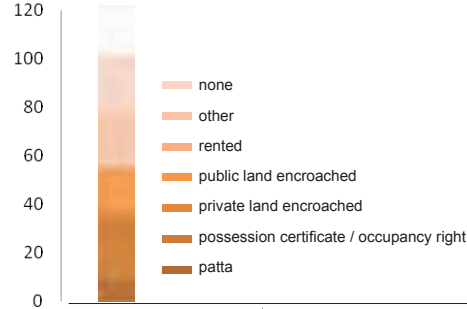 120
100
80
60
40
20
0
none
other
rented
public land encroached
private land encroached
possession certificate / occupancy right
patta